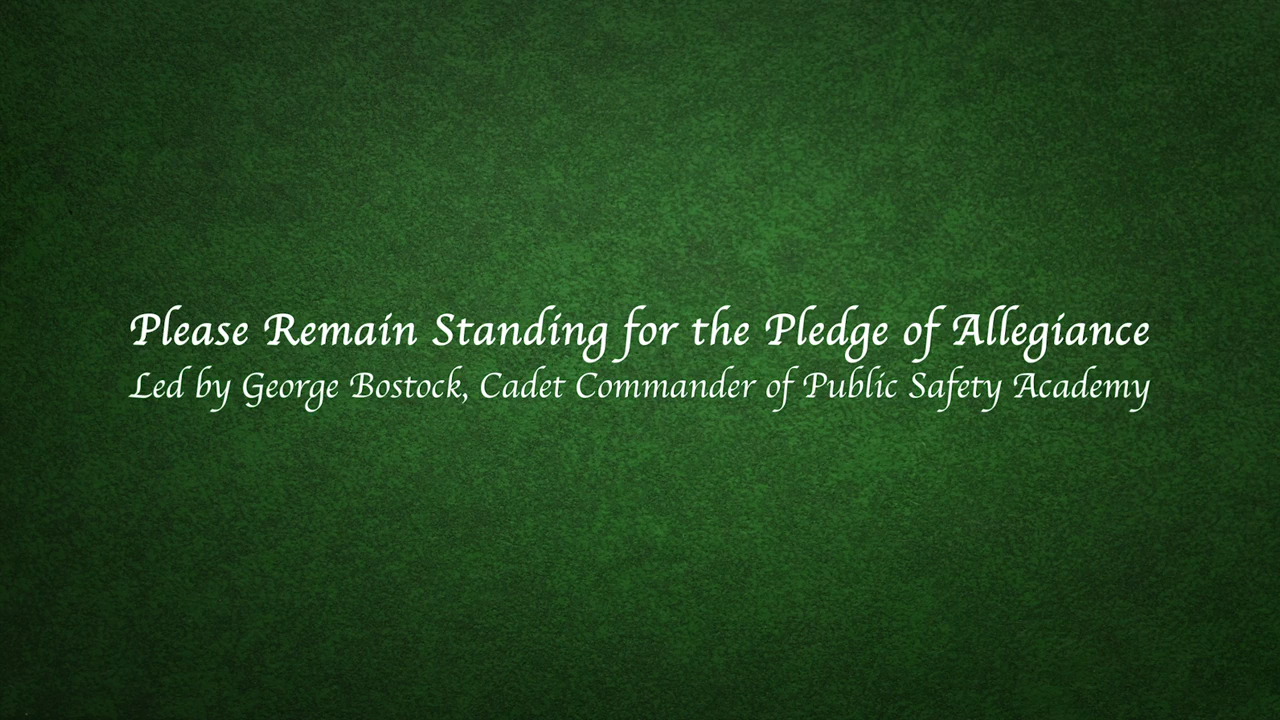 Please Remain Standing for the Pledge of Allegiance
Led by George Bostock, Cadet Commander of Public Safety Academy